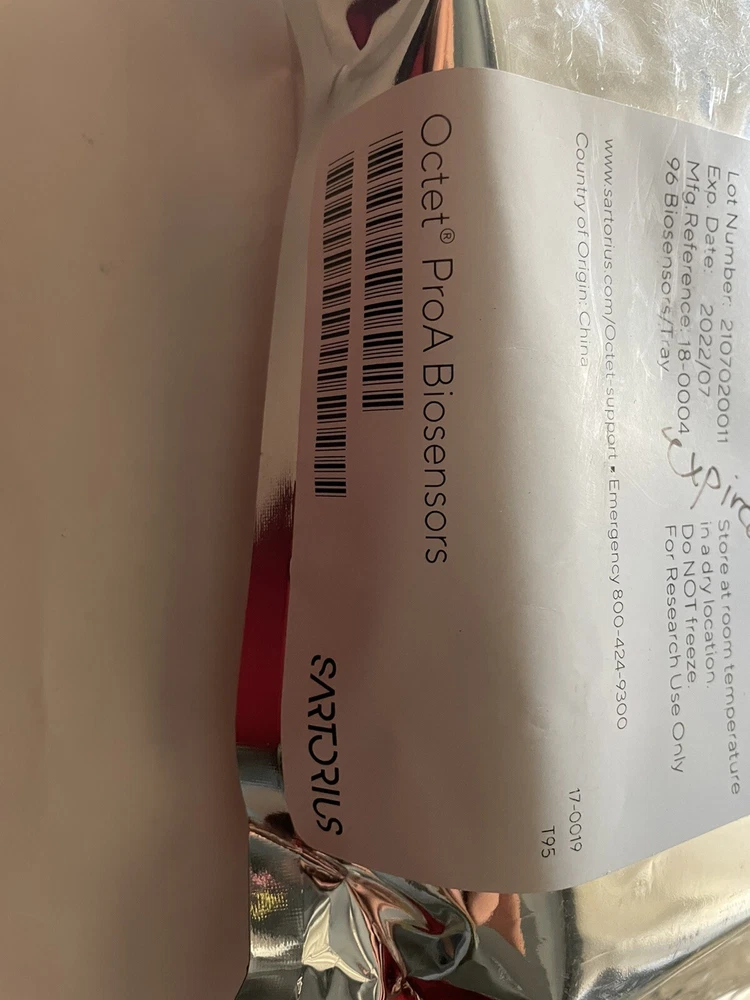 Lot Number: 2107020011
Exp. Date: 2022/07
Mfg.Reference: 18-0004
96 Biosensors/Tray
Store at room temperature
in a dry location.
Do NOT freeze.
For Research Use Only
www.sartorius.com/Octet-support • Emergency 800-424-9300
Country of Origin: China
17-0019
T95
Octet® ProA Biosensors
SARTORIUS